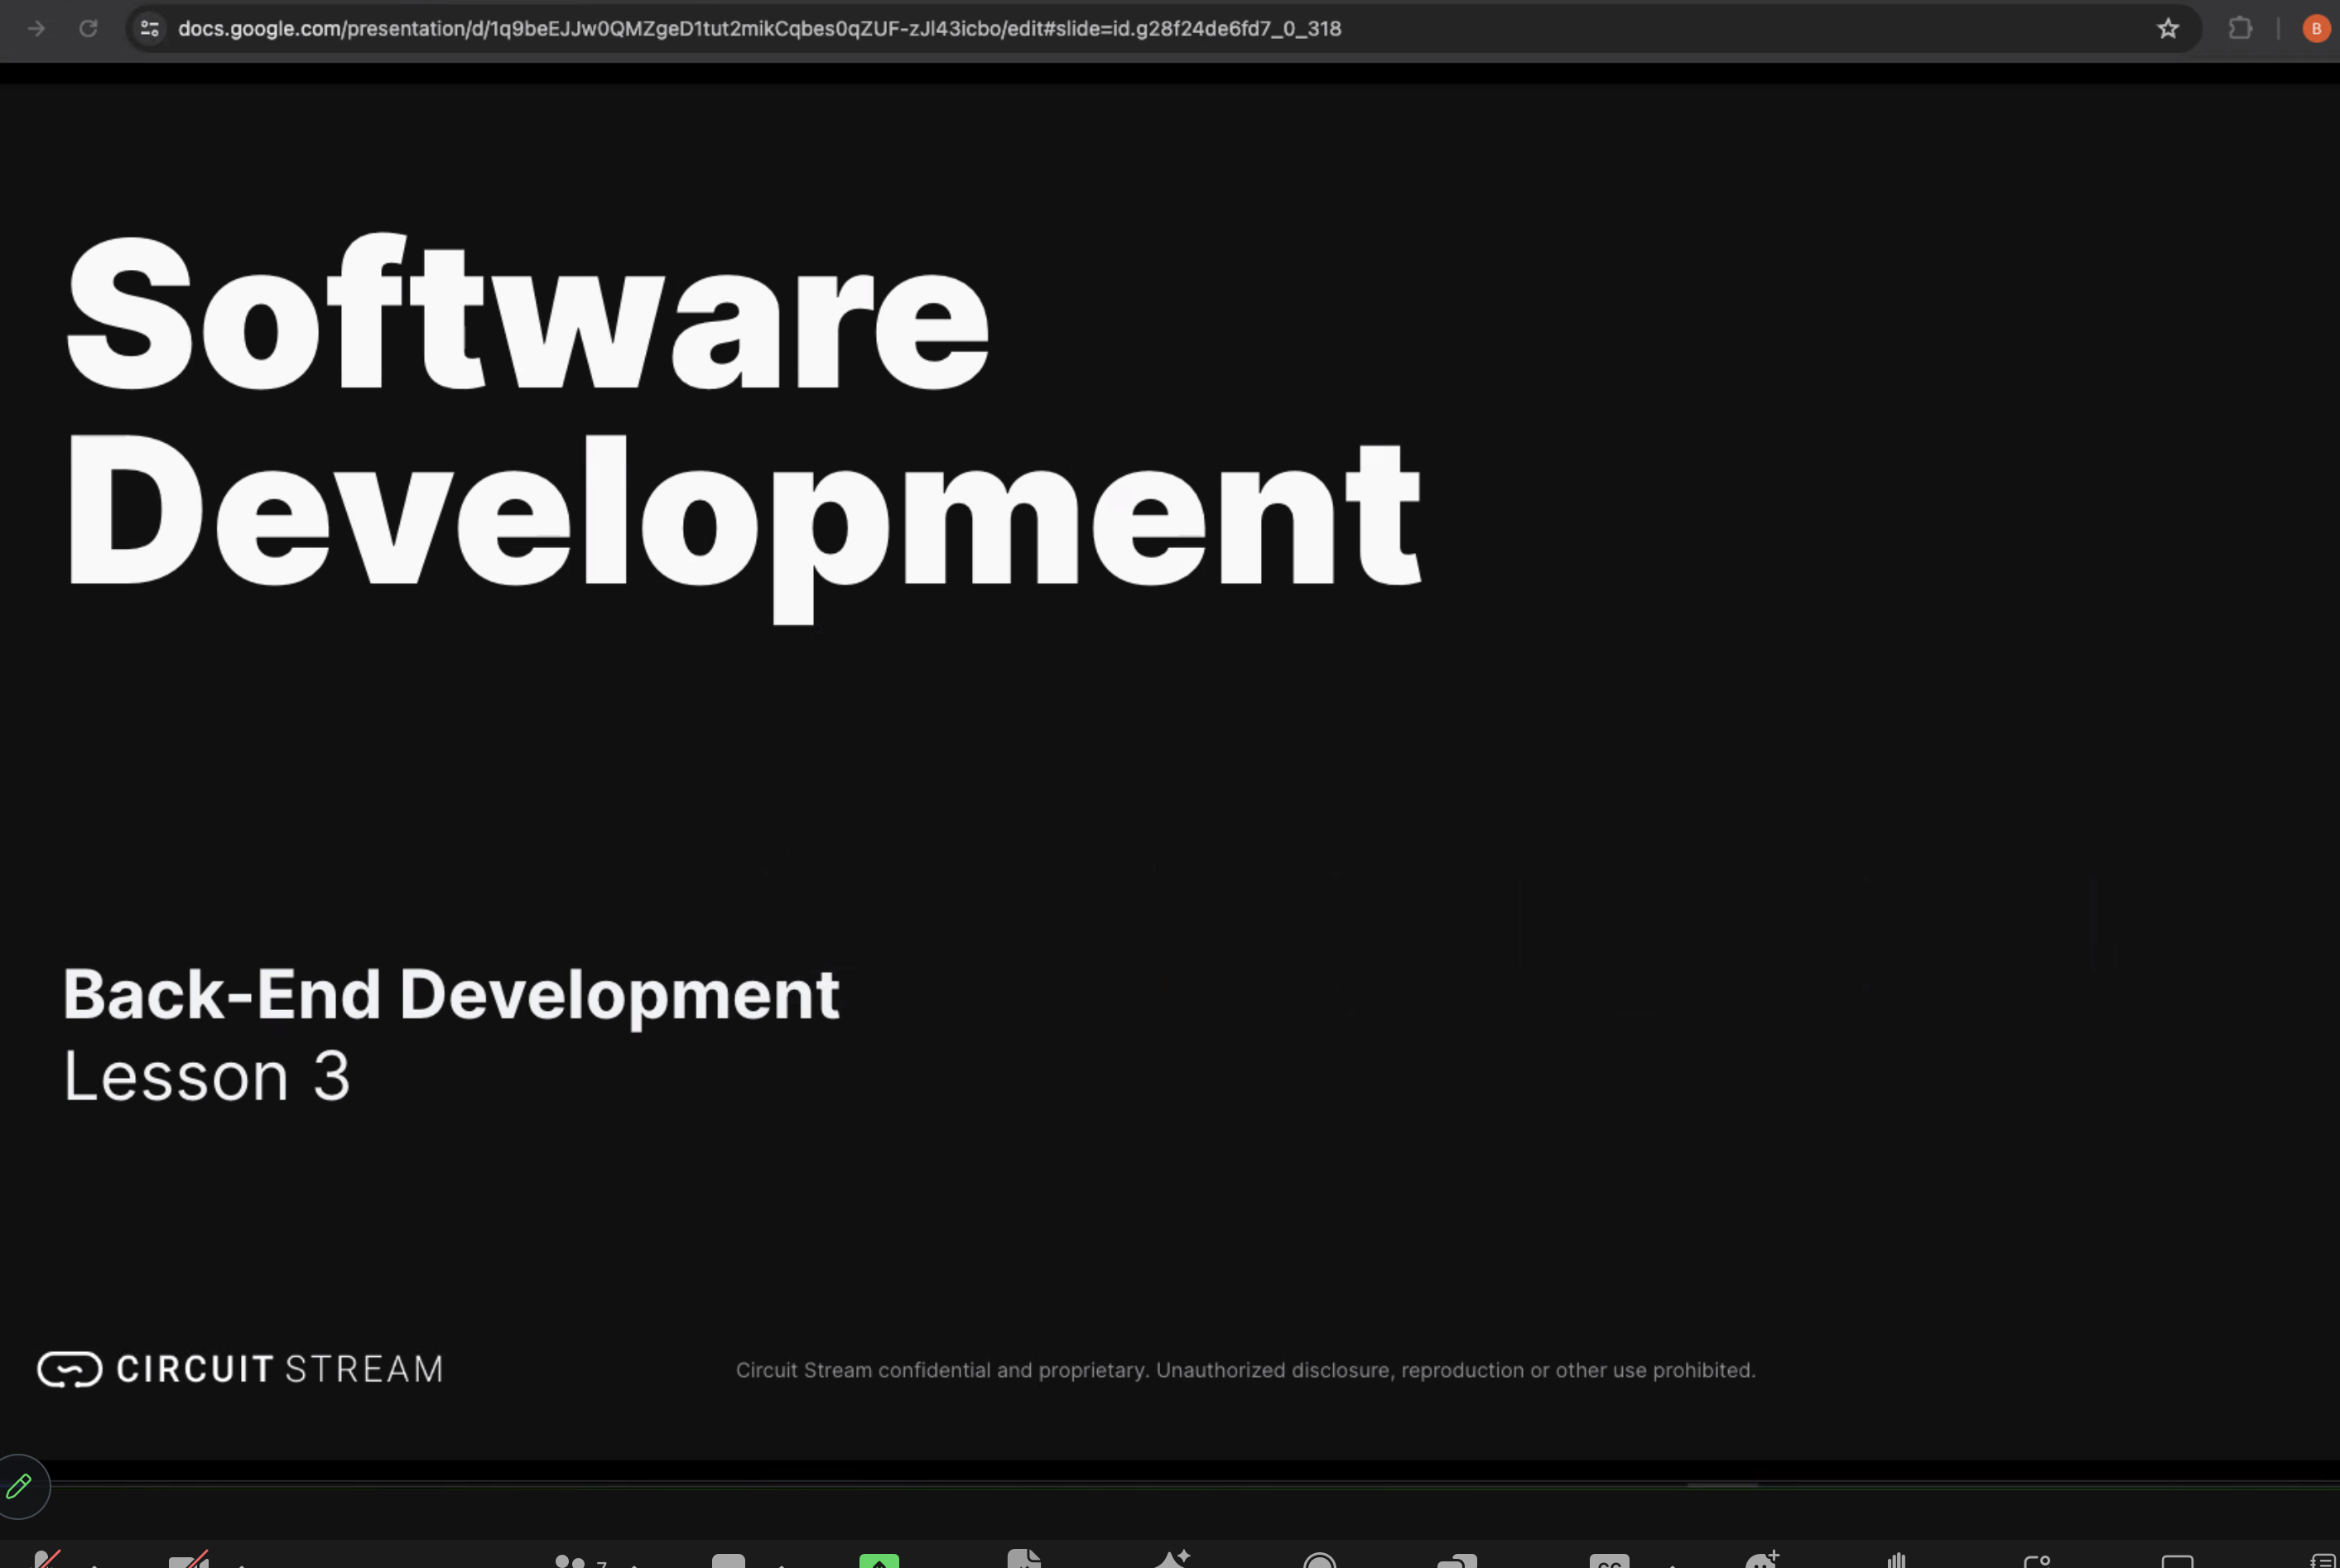 docs.google.com/presentation/d/1q9beEJJw0QMZgeD1tut2mikCqbes0qZUF-zJl43icbo/edit#slide=id.g28f24de6fd7_0_318
B
Software
Development
Back-End Development
Lesson 3
CIRCUIT STREAM
Circuit Stream confidential and proprietary. Unauthorized disclosure, reproduction or other use prohibited.